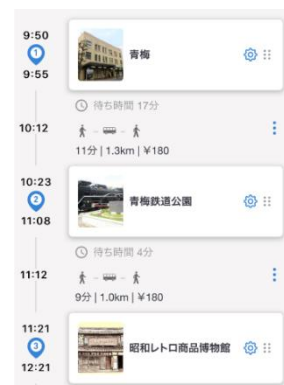 9:50
1
9:55
青梅
待ち時間 17分
10:12
11分 | 1.3km | ¥180
10:23
2
11:08
青梅鉄道公園
待ち時間 4分
11:12
9分 | 1.0km | ¥180
11:21
3
12:21
昭和レトロ商品博物館